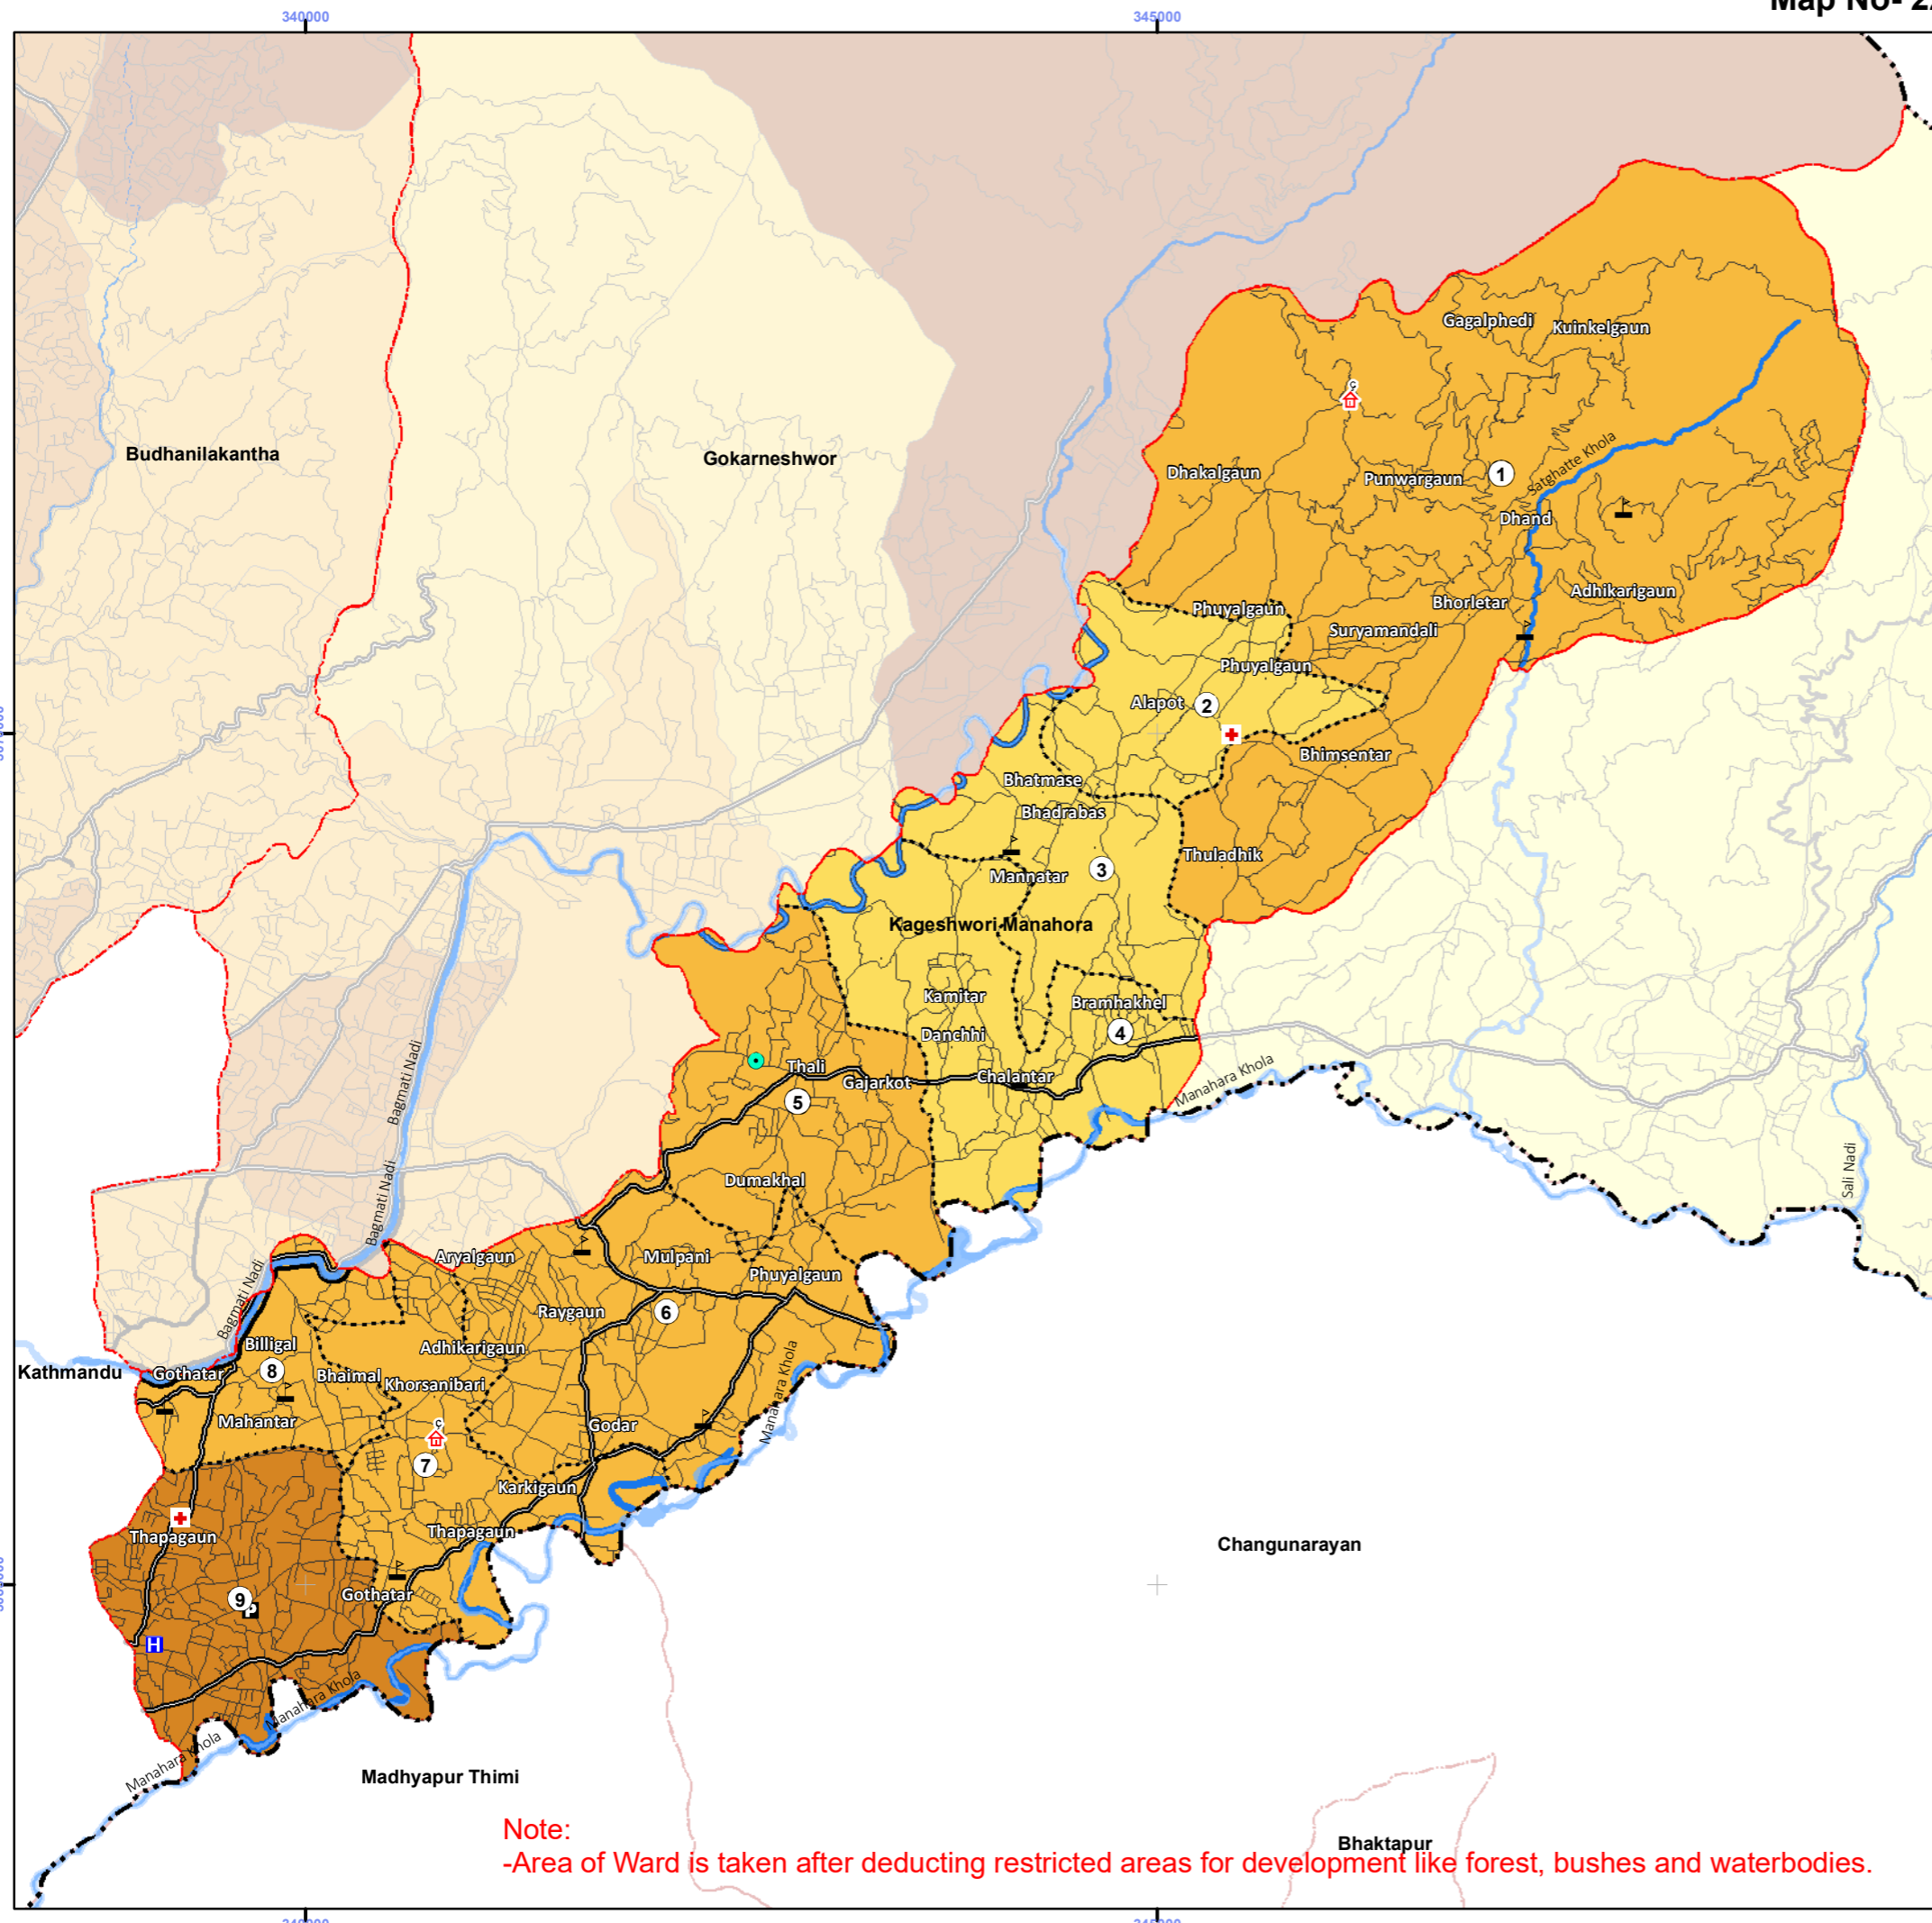 340000
345000
Gagalphedi
Kuinkelgaun
Budhanilakantha
Gokarneshwor
Dhakalgaun
Punwargaun
1
Satghatte Khola
Dhand
Adhikarigaun
Bhorletar
Phuyalgaun
Suryamandali
Phuyalgaun
Alapot
2
Bhimsentar
Bhatmase
Bhadrabas
Thuladhik
3
Mannatar
Kageshwori Manahora
Kamitar
Bramhakhel
Danchhi
4
Thali
Gajarkot
Chalantar
5
Manahara Khola
Bagmati Nadi
Bagmati Nadi
Sali Nadi
Dumakhal
Aryalgaun
Mulpani
Phuyalgaun
Bagmati Nadi
Raygaun
6
Billigal
Adhikarigaun
Kathmandu
Gothatar
8
Bhaimal
Khorsanibari
Manahara Khola
Mahantar
Godar
7
Karkigaun
Thapagaun
Thapagaun
Changunarayan
Gothatar
9
P
H
Manahara Khola
Manahara Khola
Madhyapur Thimi
Note:
Bhaktapur
-Area of Ward is taken after deducting restricted areas for development like forest, bushes and waterbodies.